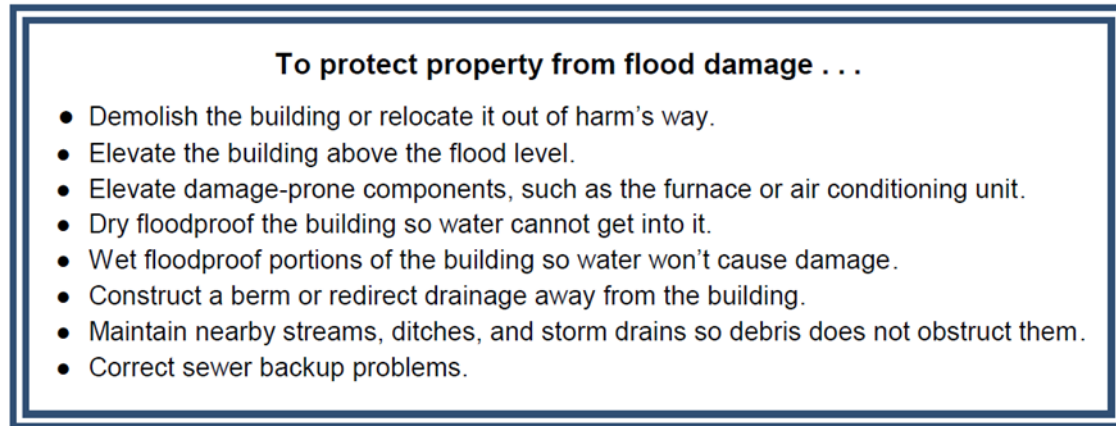 To protect property from flood damage . . .
● Demolish the building or relocate it out of harm's way.
● Elevate the building above the flood level.
● Elevate damage-prone components, such as the furnace or air conditioning unit.
● Dry floodproof the building so water cannot get into it.
● Wet floodproof portions of the building so water won't cause damage.
● Construct a berm or redirect drainage away from the building.
● Maintain nearby streams, ditches, and storm drains so debris does not obstruct them.
● Correct sewer backup problems.